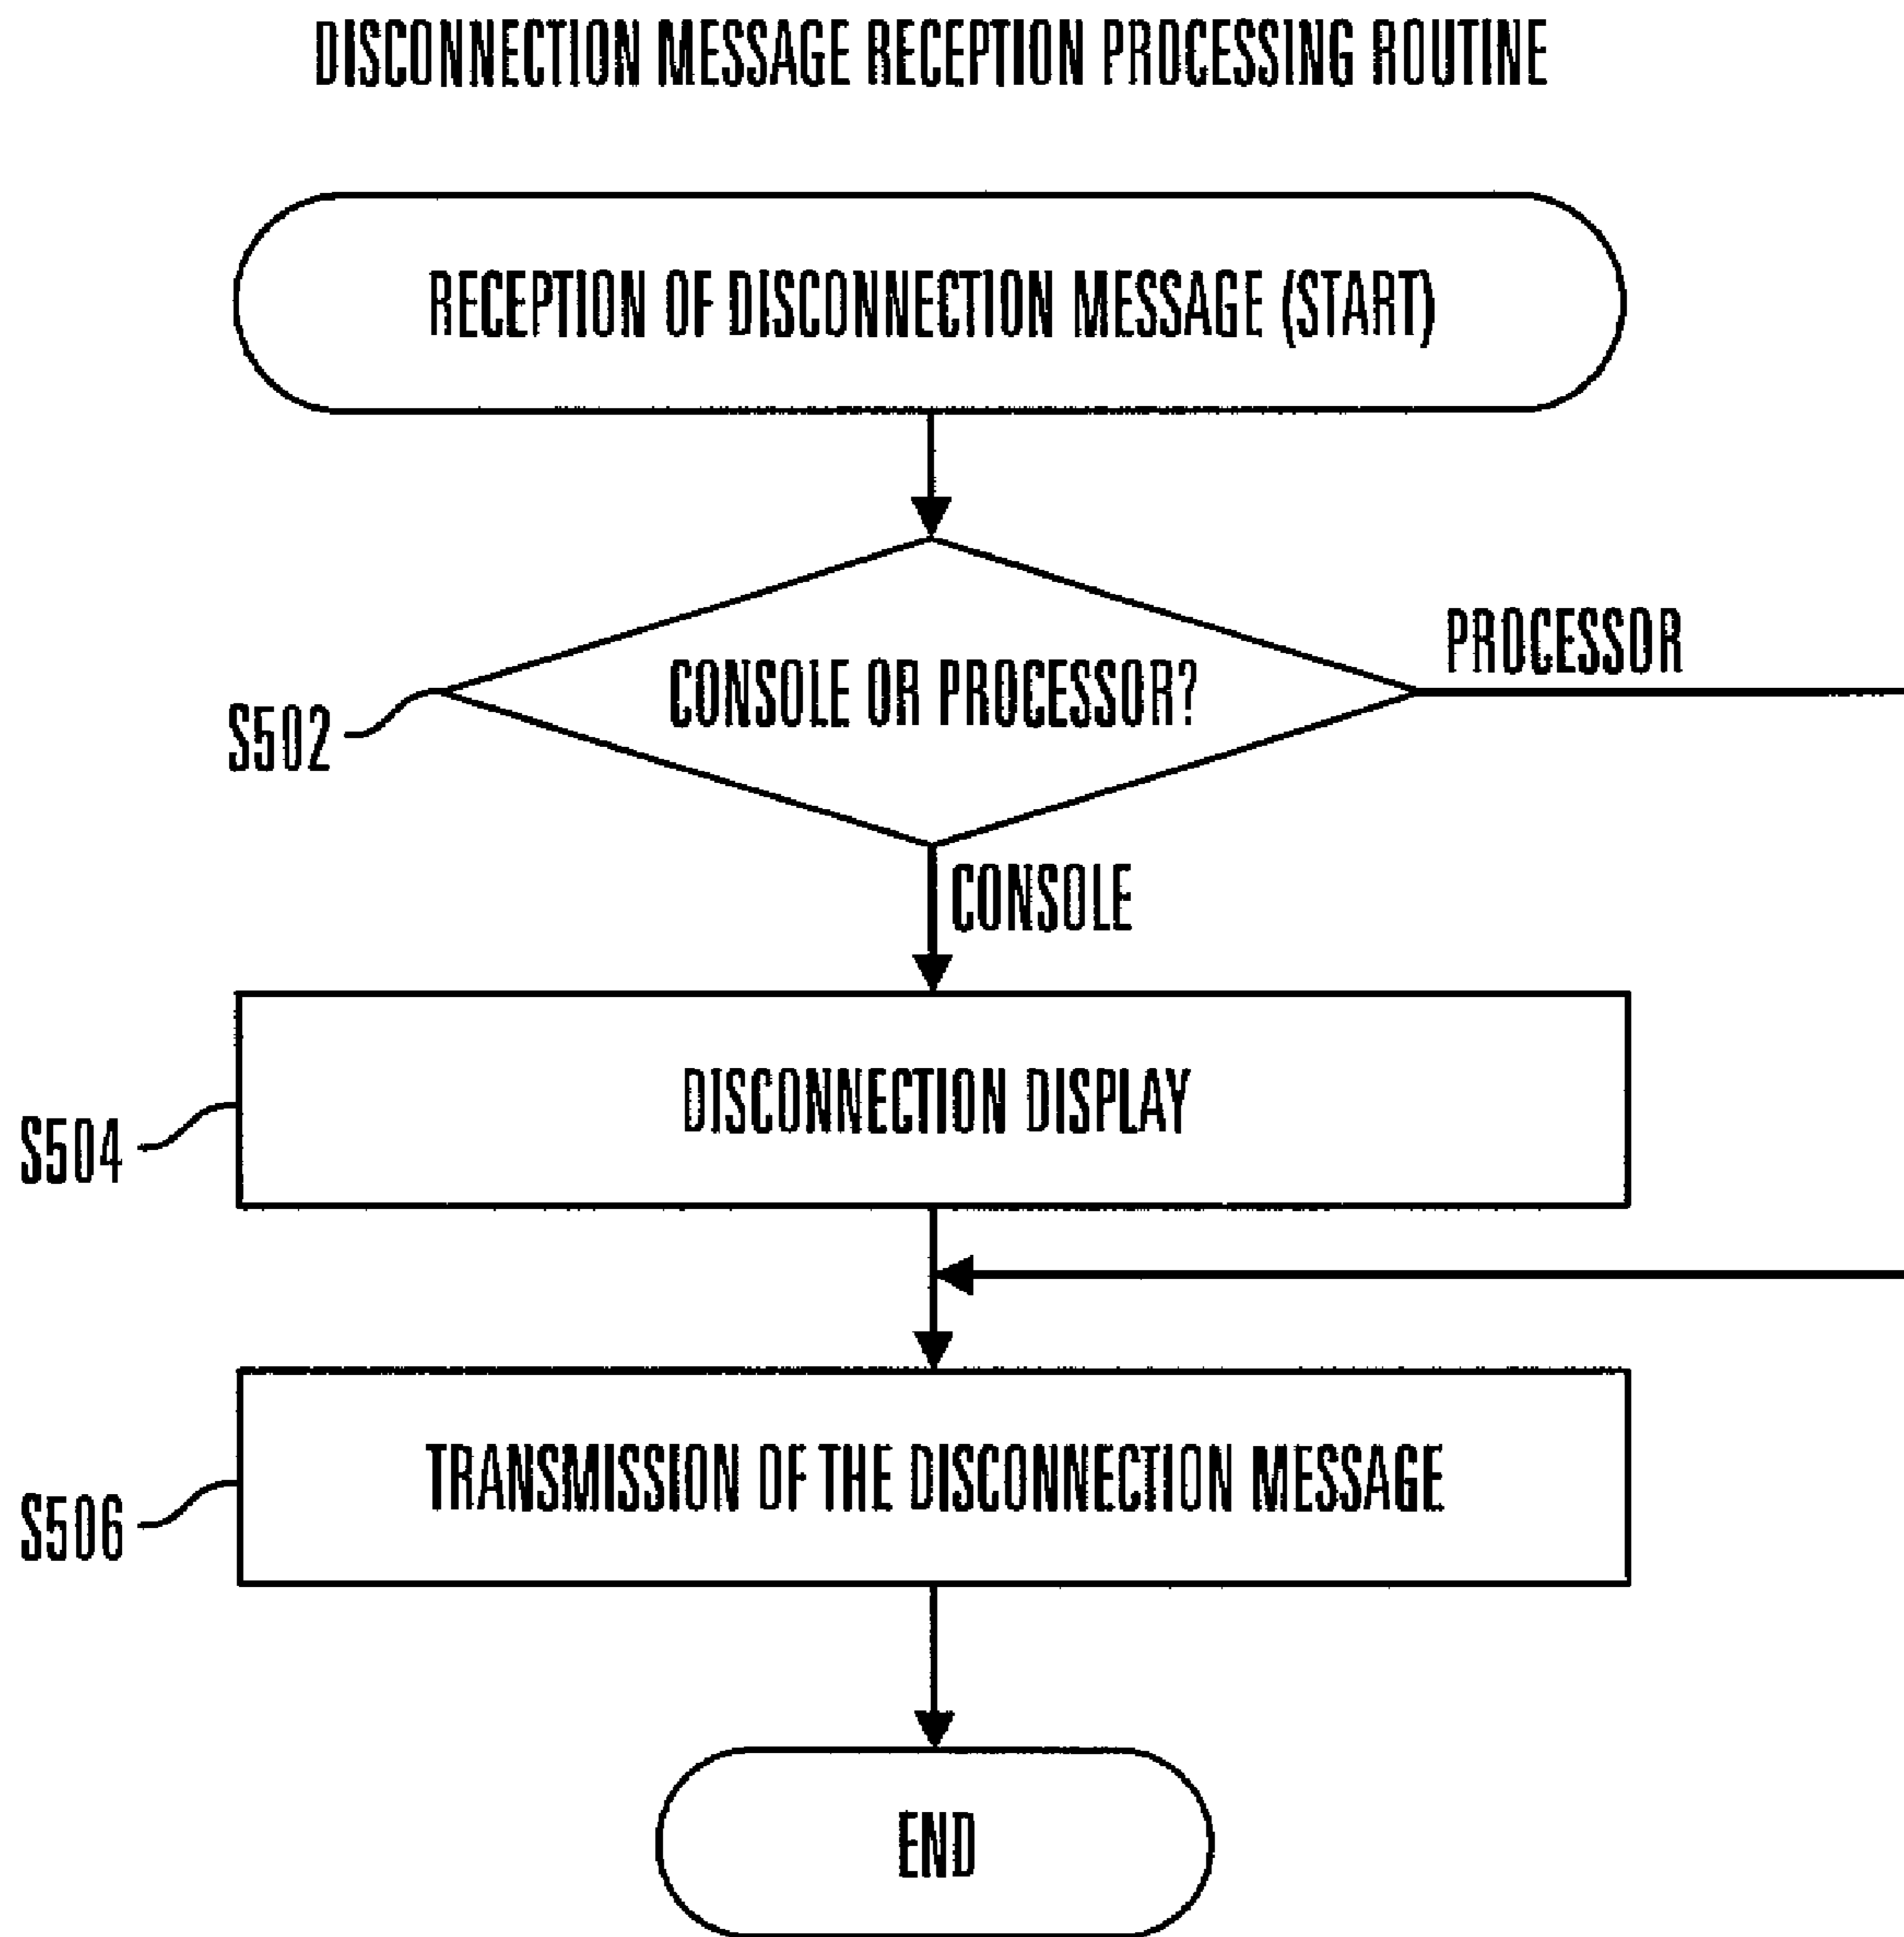 DISCONNECTION MESSAGE RECEPTION PROCESSING ROUTINE
RECEPTION OF DISCONNECTION MESSAGE (START)
CONSOLE OR PROCESSOR?
PROCESSOR
S502
CONSOLE
DISCONNECTION DISPLAY
S504
TRANSMISSION OF THE DISCONNECTION MESSAGE
S506
END